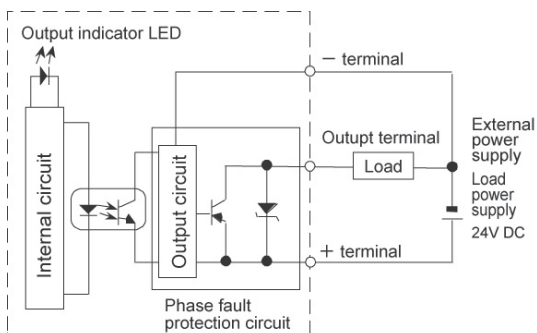 Output indicator LED
− terminal
Outupt terminal
External
power
supply
Load
Load
power
supply
24V DC
Internal circuit
Output circuit
+ terminal
Phase fault
protection circuit